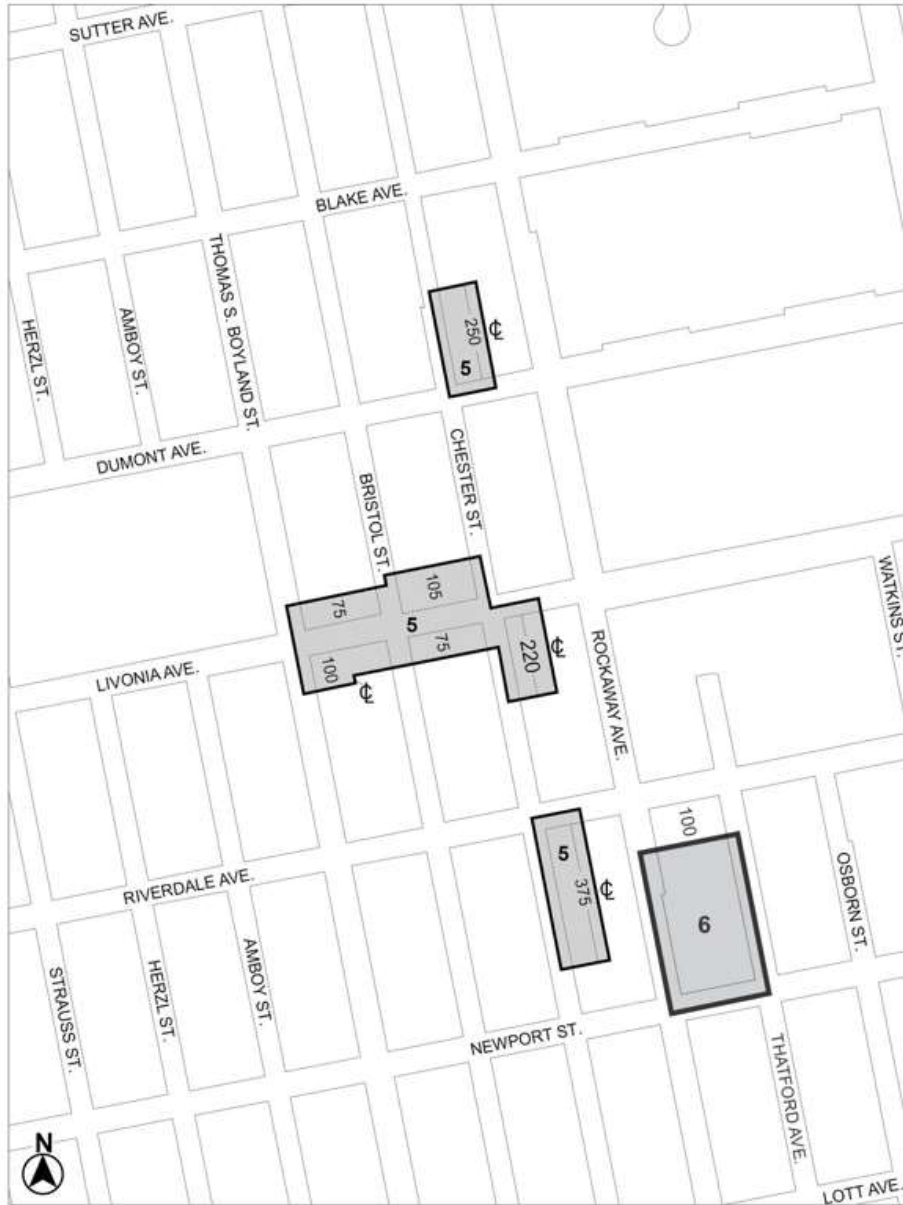 SUTTER AVE.
BLAKE AVE.
THOMAS S. BOYLAND ST.
HERZL ST.
AMBOY ST.
250
℄
5
DUMONT AVE.
CHESTER ST.
BRISTOL ST.
105
75
5
75
100
220
℄
℄
WATKINS ST.
LIVONIA AVE.
ROCKAWAY AVE.
100
5
375
℄
RIVERDALE AVE.
OSBORN ST.
6
STRAUSS ST.
HERZL ST.
AMBOY ST.
NEWPORT ST.
THATFORD AVE.
N
LOTT AVE.